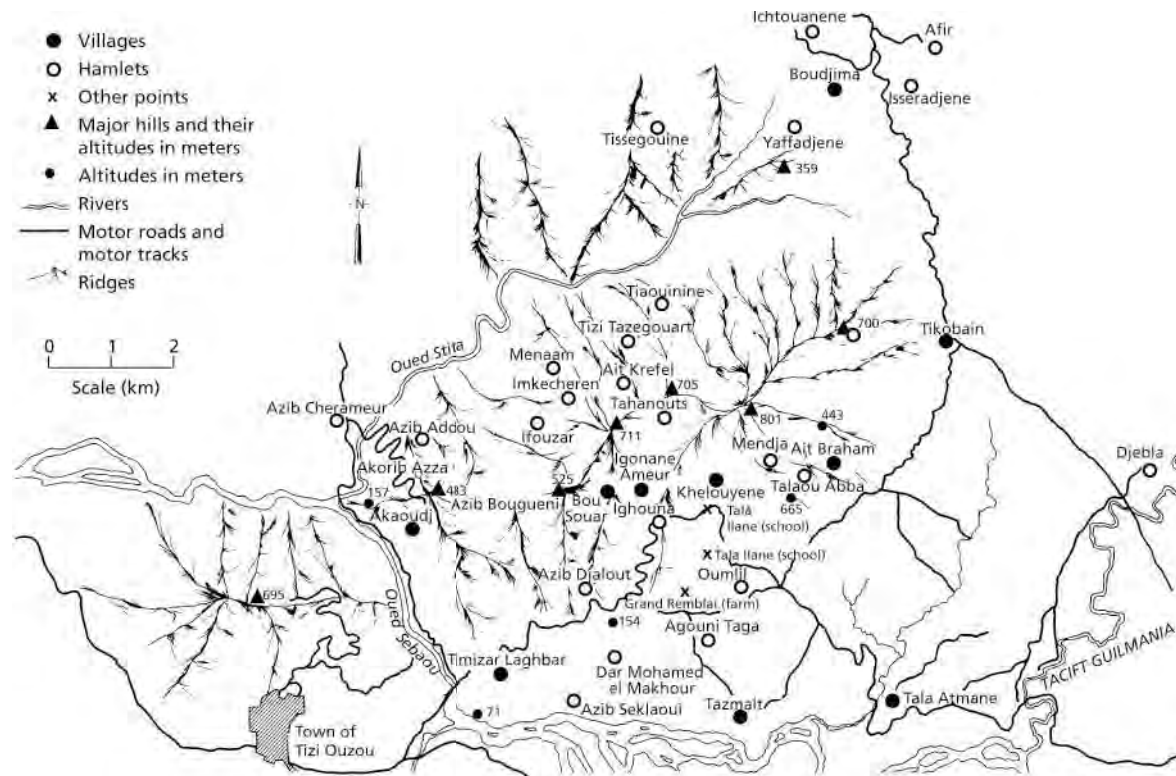 Villages
Hamlets
Other points
Major hills and their
altitudes in meters
Altitudes in meters
Rivers
Motor roads and
motor tracks
Ridges
0 1 2
Scale (km)
N
Ichtouanene
Afir
Boudjima
Isseradjene
Tissegouine
Yaffadjene
359
Tiaouinine
Oued Stita
Tizi Tazegouart
700
Tikobain
Menaam
Ait Krefel
Imkecheren
705
Azib Cherameur
Tahanouts
801
443
Azib Addou
Ifouzar
711
Mendja
Ait Braham
Djebla
Akorib Azza
Igonane
Ameur
525
483
Azib Bougueni
Bou
Souar
Ighouna
Khelouyene
Talaou Abba
157
665
Akaoudj
Tala
Ilane (school)
Tala Ilane (school)
Azib Djalout
Oumlil
695
Grand Remblai (farm)
Oued Sebaou
154
Agouni Taga
Timizar Laghbar
Dar Mohamed
el Makhour
TACIFT GUILMANIA
71
Azib Seklaoui
Tazmalt
Tala Atmane
Town of
Tizi Ouzou